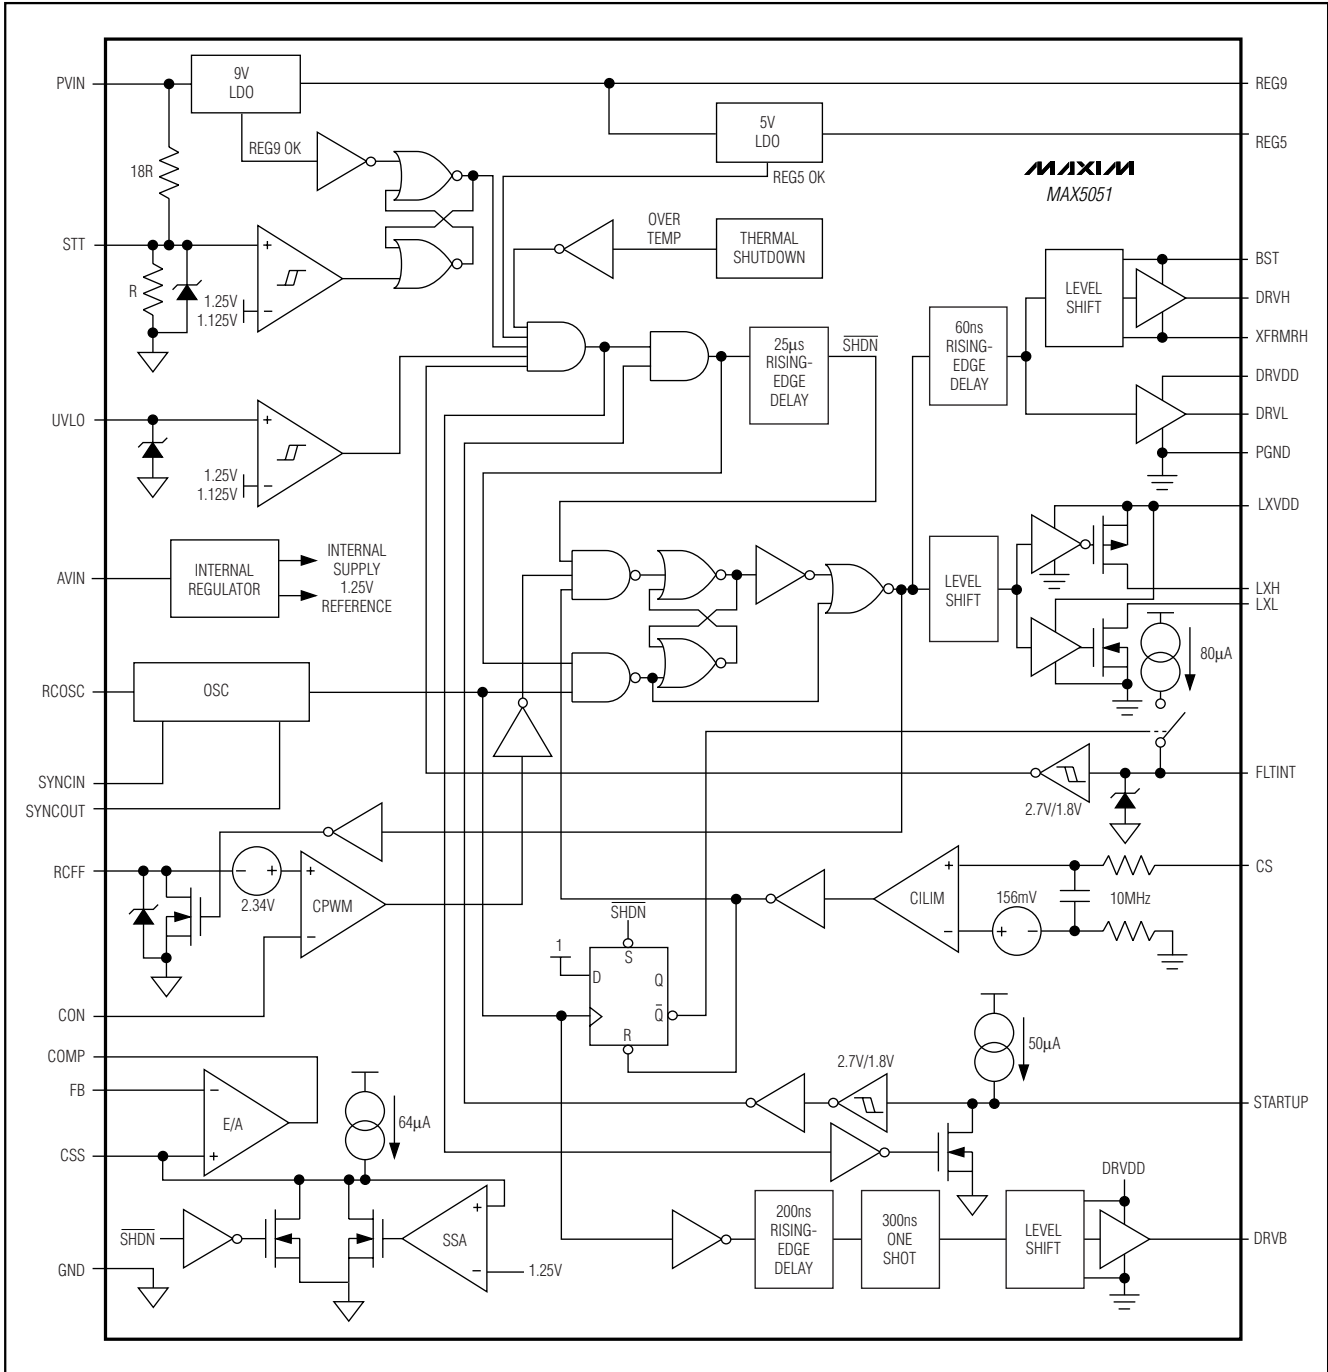 PVIN
9V
LDO
REG9
5V
LDO
REG5
REG9 OK
REG5 OK
MAXIM
MAX5051
18R
STT
R
+
1.25V
1.125V
−
OVER
TEMP
THERMAL
SHUTDOWN
BST
LEVEL
SHIFT
DRVH
XFRMRH
60ns
RISING-
EDGE
DELAY
25µs
RISING-
EDGE
DELAY
SHDN
DRVDD
DRVL
PGND
UVLO
+
1.25V
1.125V
−
LXVDD
AVIN
INTERNAL
REGULATOR
INTERNAL
SUPPLY
1.25V
REFERENCE
LEVEL
SHIFT
LXH
LXL
80µA
RCOSC
OSC
SYNCIN
SYNCOUT
FLTINT
2.7V/1.8V
RCFF
−
+
2.34V
+
CPWM
−
CS
+
CILIM
−
156mV
+
−
10MHz
SHDN
1
S
D
Q
Q̅
R
CON
COMP
FB
−
E/A
CSS
+
64µA
50µA
2.7V/1.8V
STARTUP
SHDN
+
SSA
−
1.25V
GND
200ns
RISING-
EDGE
DELAY
300ns
ONE
SHOT
LEVEL
SHIFT
DRVDD
DRVB